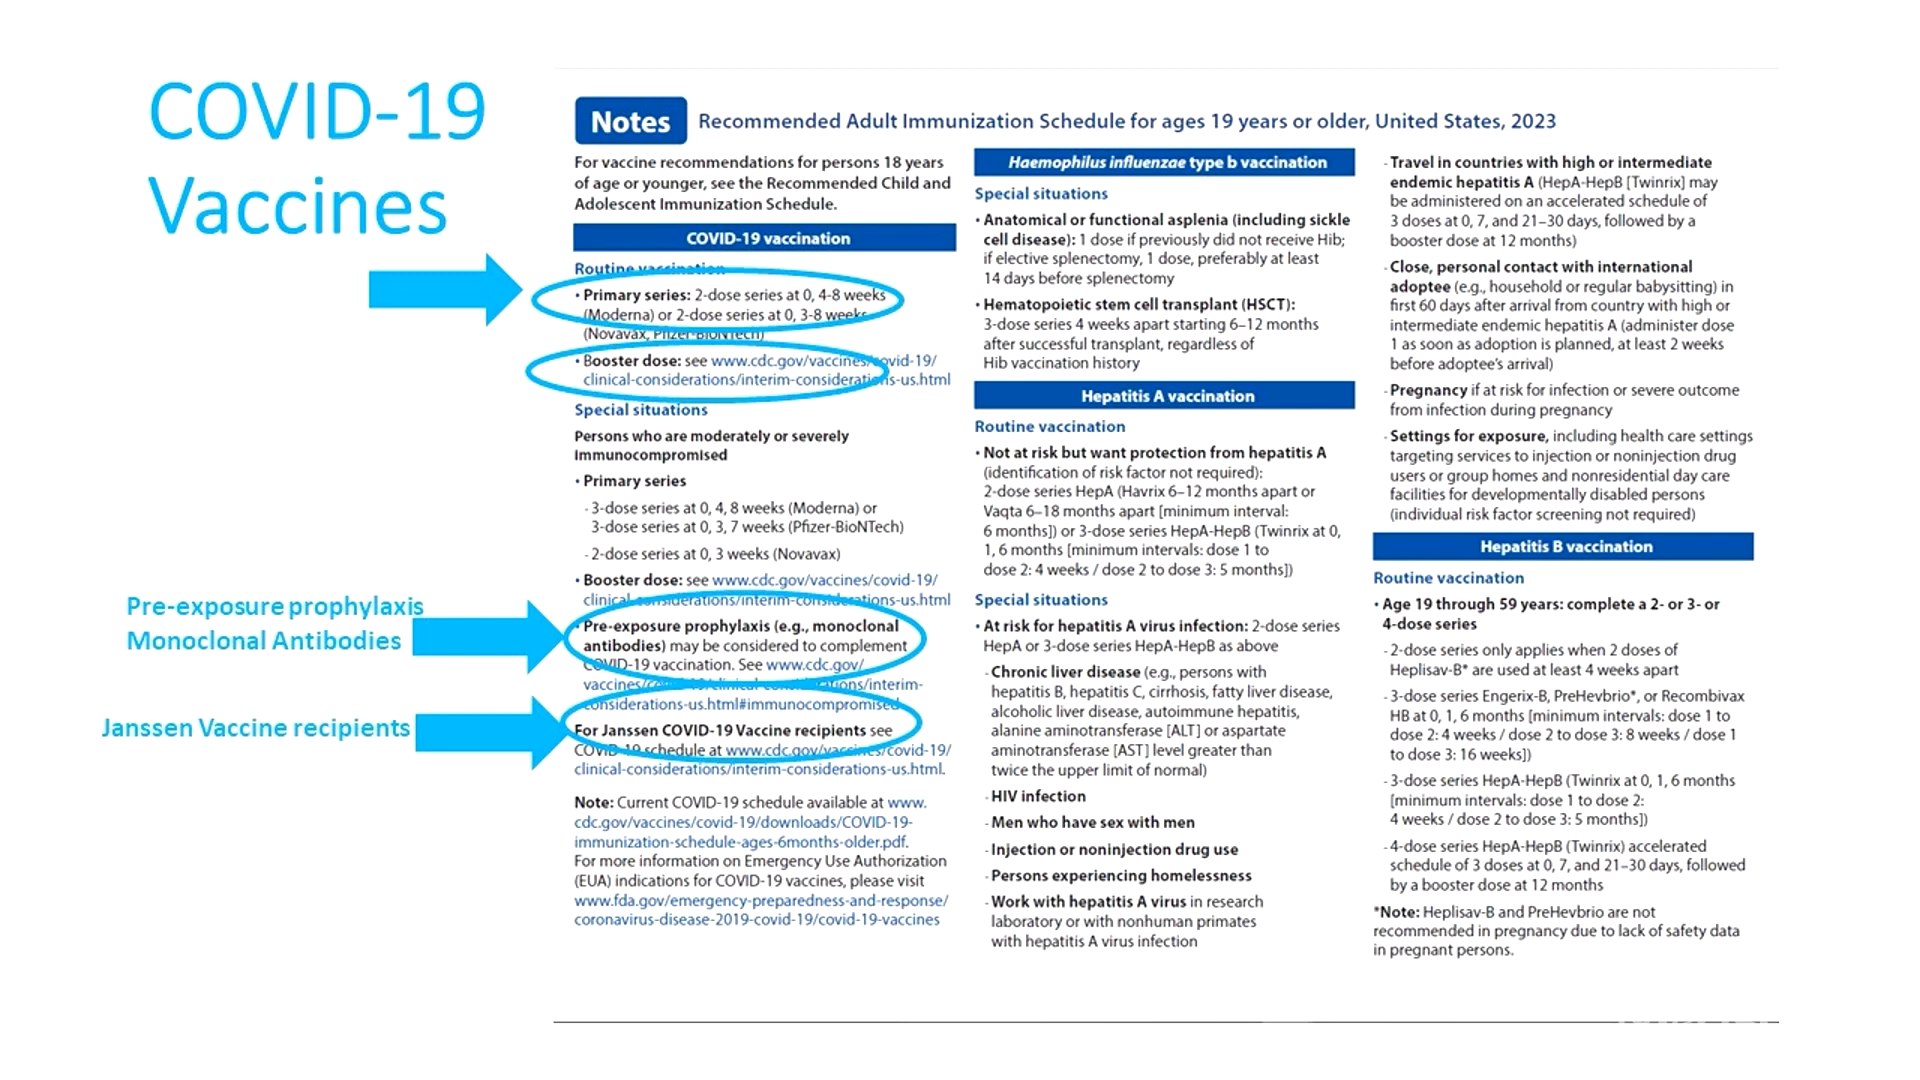 COVID-19
Vaccines
Pre-exposure prophylaxis
Monoclonal Antibodies
Janssen Vaccine recipients
Notes Recommended Adult Immunization Schedule for ages 19 years or older, United States, 2023
For vaccine recommendations for persons 18 years
of age or younger, see the Recommended Child and
Adolescent Immunization Schedule.
COVID-19 vaccination
Routine vaccination
• Primary series: 2-dose series at 0, 4-8 weeks
(Moderna) or 2-dose series at 0, 3-8 weeks
(Novavax, Pfizer-BioNTech)
• Booster dose: see www.cdc.gov/vaccines/covid-19/
clinical-considerations/interim-considerations-us.html
Special situations
Persons who are moderately or severely
immunocompromised
• Primary series
- 3-dose series at 0, 4, 8 weeks (Moderna) or
3-dose series at 0, 3, 7 weeks (Pfizer-BioNTech)
- 2-dose series at 0, 3 weeks (Novavax)
• Booster dose: see www.cdc.gov/vaccines/covid-19/
clinical-considerations/interim-considerations-us.html
• Pre-exposure prophylaxis (e.g., monoclonal
antibodies) may be considered to complement
COVID-19 vaccination. See www.cdc.gov/
vaccines/covid-19/clinical-considerations/interim-
considerations-us.html#immunocompromised
For Janssen COVID-19 Vaccine recipients see
COVID-19 schedule at www.cdc.gov/vaccines/covid-19/
clinical-considerations/interim-considerations-us.html.
Note: Current COVID-19 schedule available at www.
cdc.gov/vaccines/covid-19/downloads/COVID-19-
immunization-schedule-ages-6months-older.pdf.
For more information on Emergency Use Authorization
(EUA) indications for COVID-19 vaccines, please visit
www.fda.gov/emergency-preparedness-and-response/
coronavirus-disease-2019-covid-19/covid-19-vaccines
Haemophilus influenzae type b vaccination
Special situations
• Anatomical or functional asplenia (including sickle
cell disease): 1 dose if previously did not receive Hib;
if elective splenectomy, 1 dose, preferably at least
14 days before splenectomy
• Hematopoietic stem cell transplant (HSCT):
3-dose series 4 weeks apart starting 6–12 months
after successful transplant, regardless of
Hib vaccination history
Hepatitis A vaccination
Routine vaccination
• Not at risk but want protection from hepatitis A
(identification of risk factor not required):
2-dose series HepA (Havrix 6–12 months apart or
Vaqta 6–18 months apart [minimum interval:
6 months]) or 3-dose series HepA-HepB (Twinrix at 0,
1, 6 months [minimum intervals: dose 1 to
dose 2: 4 weeks / dose 2 to dose 3: 5 months])
Special situations
• At risk for hepatitis A virus infection: 2-dose series
HepA or 3-dose series HepA-HepB as above
- Chronic liver disease (e.g., persons with
hepatitis B, hepatitis C, cirrhosis, fatty liver disease,
alcoholic liver disease, autoimmune hepatitis,
alanine aminotransferase [ALT] or aspartate
aminotransferase [AST] level greater than
twice the upper limit of normal)
- HIV infection
- Men who have sex with men
- Injection or noninjection drug use
- Persons experiencing homelessness
- Work with hepatitis A virus in research
laboratory or with nonhuman primates
with hepatitis A virus infection
- Travel in countries with high or intermediate
endemic hepatitis A (HepA-HepB [Twinrix] may
be administered on an accelerated schedule of
3 doses at 0, 7, and 21–30 days, followed by a
booster dose at 12 months)
- Close, personal contact with international
adoptee (e.g., household or regular babysitting) in
first 60 days after arrival from country with high or
intermediate endemic hepatitis A (administer dose
1 as soon as adoption is planned, at least 2 weeks
before adoptee's arrival)
- Pregnancy if at risk for infection or severe outcome
from infection during pregnancy
- Settings for exposure, including health care settings
targeting services to injection or noninjection drug
users or group homes and nonresidential day care
facilities for developmentally disabled persons
(individual risk factor screening not required)
Hepatitis B vaccination
Routine vaccination
• Age 19 through 59 years: complete a 2- or 3- or
4-dose series
- 2-dose series only applies when 2 doses of
Heplisav-B* are used at least 4 weeks apart
- 3-dose series Engerix-B, PreHevbrio*, or Recombivax
HB at 0, 1, 6 months [minimum intervals: dose 1 to
dose 2: 4 weeks / dose 2 to dose 3: 8 weeks / dose 1
to dose 3: 16 weeks])
- 3-dose series HepA-HepB (Twinrix at 0, 1, 6 months
[minimum intervals: dose 1 to dose 2:
4 weeks / dose 2 to dose 3: 5 months])
- 4-dose series HepA-HepB (Twinrix) accelerated
schedule of 3 doses at 0, 7, and 21–30 days, followed
by a booster dose at 12 months
*Note: Heplisav-B and PreHevbrio are not
recommended in pregnancy due to lack of safety data
in pregnant persons.